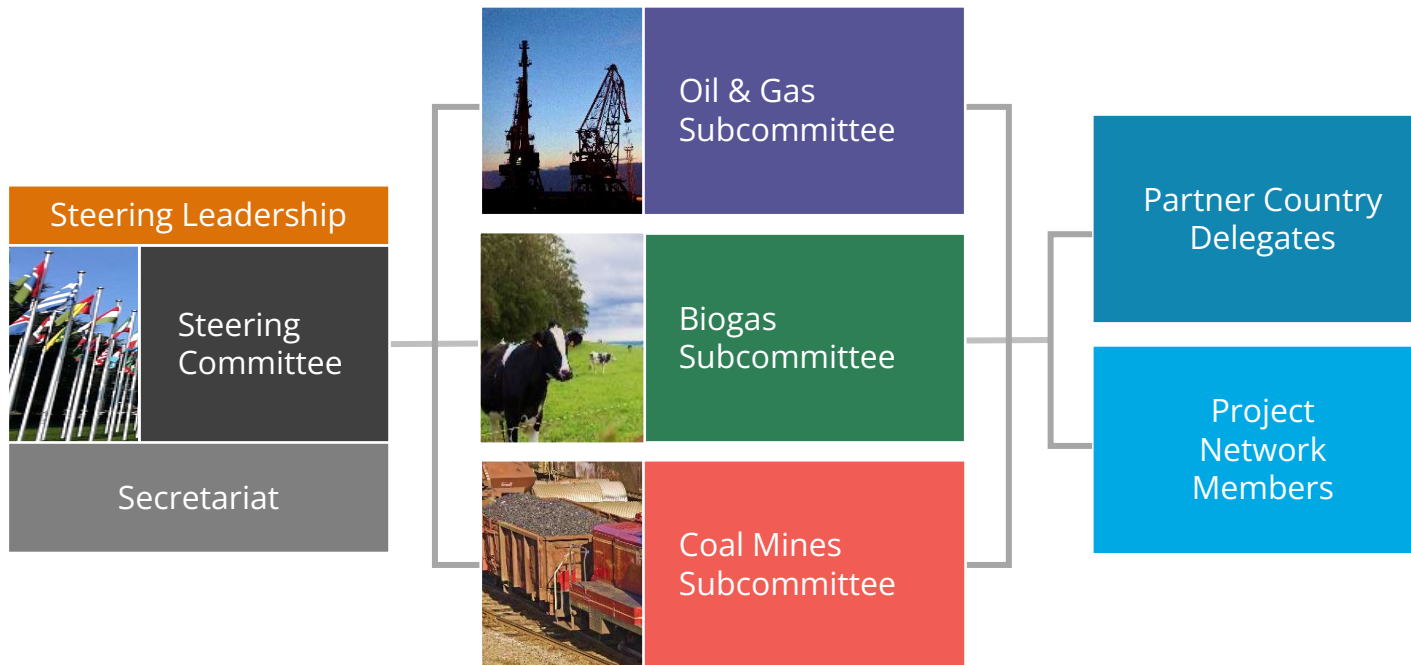 Steering Leadership
Steering
Committee
Secretariat
Oil & Gas
Subcommittee
Biogas
Subcommittee
Coal Mines
Subcommittee
Partner Country
Delegates
Project
Network
Members